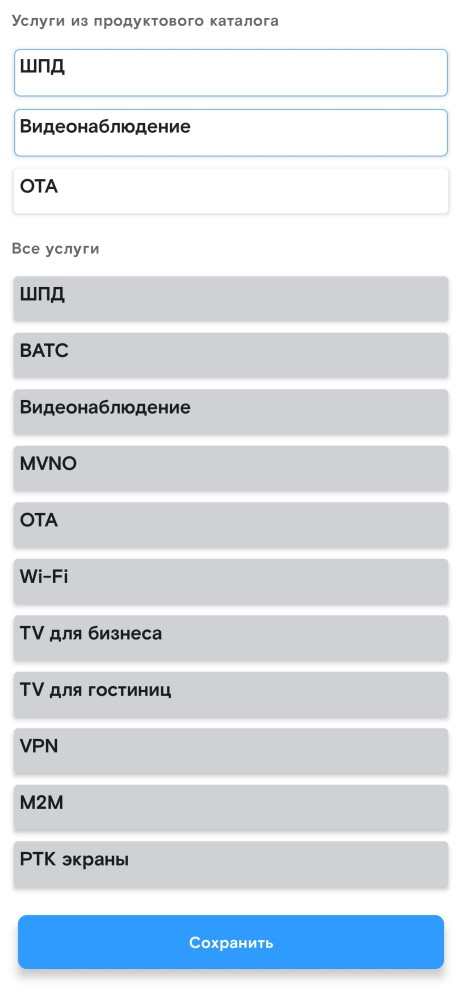 Услуги из продуктового каталога
ШПД
Видеонаблюдение
ОТА
Все услуги
ШПД
ВАТС
Видеонаблюдение
MVNO
ОТА
Wi-Fi
TV для бизнеса
TV для гостиниц
VPN
M2M
РТК экраны
Сохранить